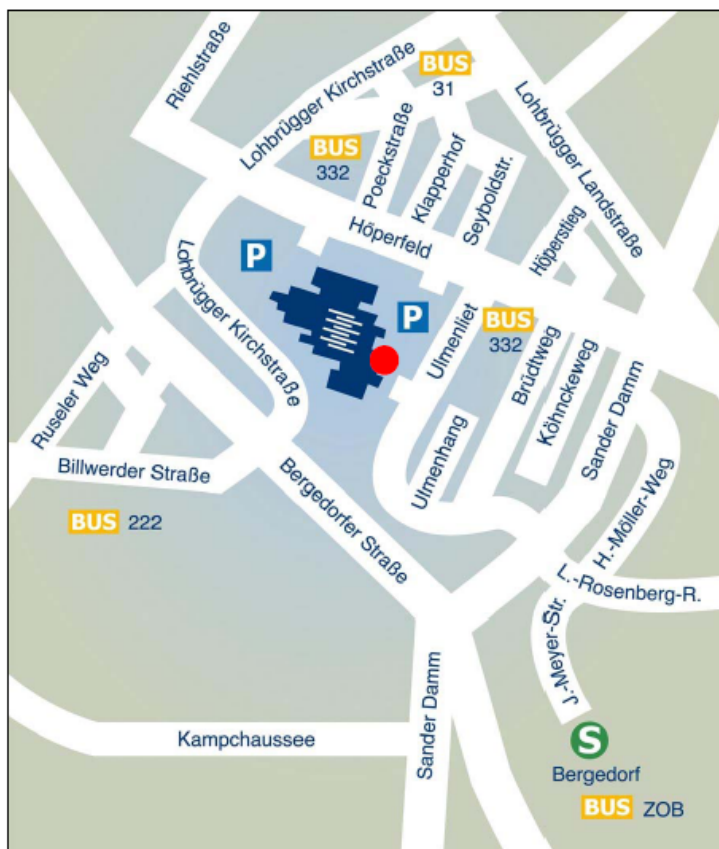 Riehlstraße
Lohbrügger Kirchstraße
BUS
31
Lohbrügger Landstraße
BUS
332
Poeckstraße
Klapperhof
Seyboldstr.
Höperfeld
Höperstieg
P
Lohbrügger Kirchstraße
P
Ulmenliet
BUS
332
Brüdtweg
Köhnckeweg
Sander Damm
Ruseler Weg
Billwerder Straße
BUS 222
Bergedorfer Straße
Ulmenhang
H.-Möller-Weg
L.-Rosenberg-R.
J.-Meyer-Str.
Kampchaussee
Sander Damm
S
Bergedorf
BUS ZOB